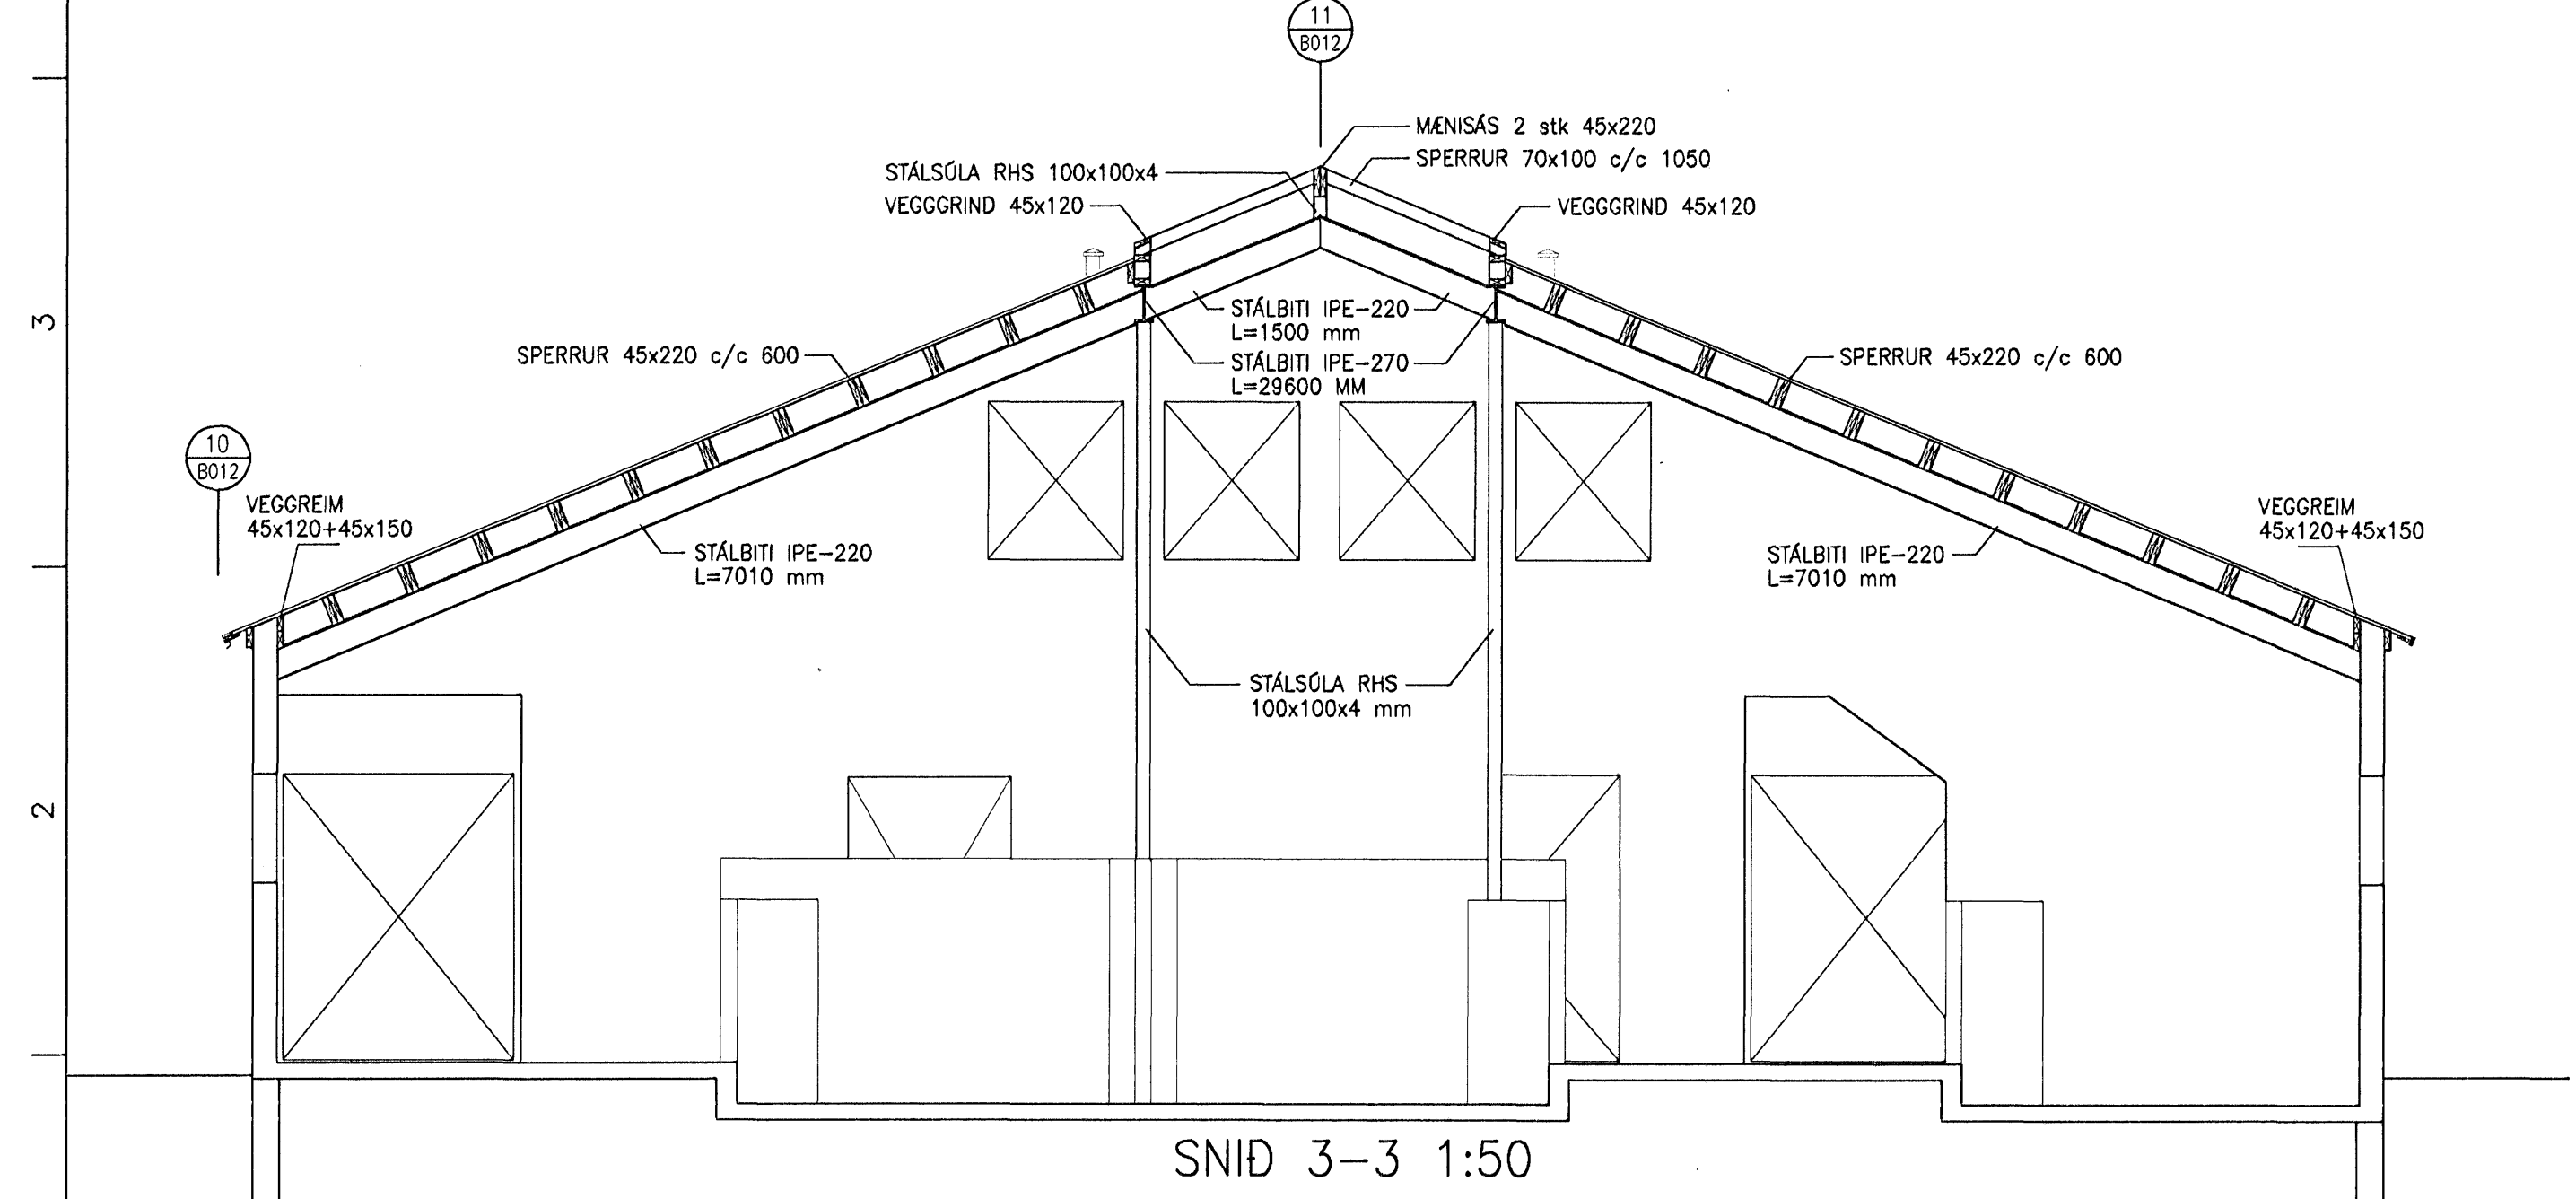 11
B012
MÆNISÁS 2 stk 45x220
SPERRUR 70x100 c/c 1050
STÁLSÚLA RHS 100x100x4
VEGGGRIND 45x120
VEGGGRIND 45x120
STÁLBITI IPE-220
L=1500 mm
STÁLBITI IPE-270
L=29600 MM
3
SPERRUR 45x220 c/c 600
SPERRUR 45x220 c/c 600
10
B012
VEGGREIM
45x120+45x150
VEGGREIM
45x120+45x150
STÁLBITI IPE-220
L=7010 mm
STÁLBITI IPE-220
L=7010 mm
STÁLSÚLA RHS
100x100x4 mm
2
SNIÐ 3-3 1:50